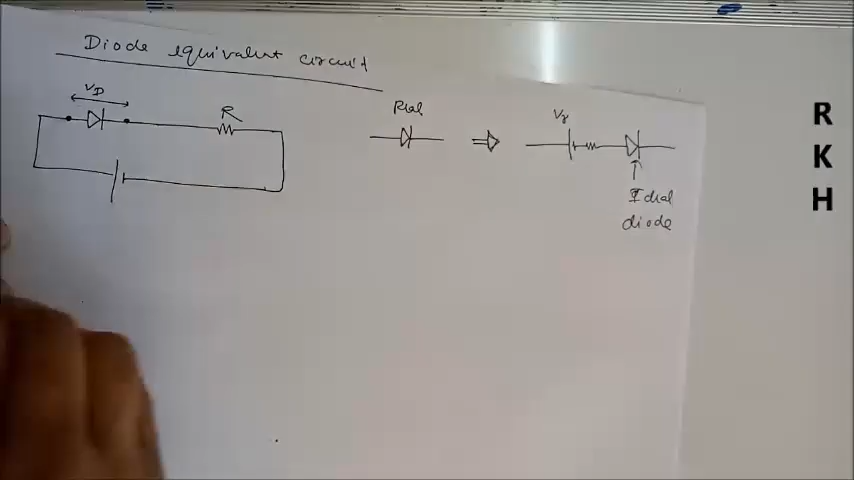 Diode equivalent circuit
VD
R
Real
Vγ
Ideal
diode
R
K
H